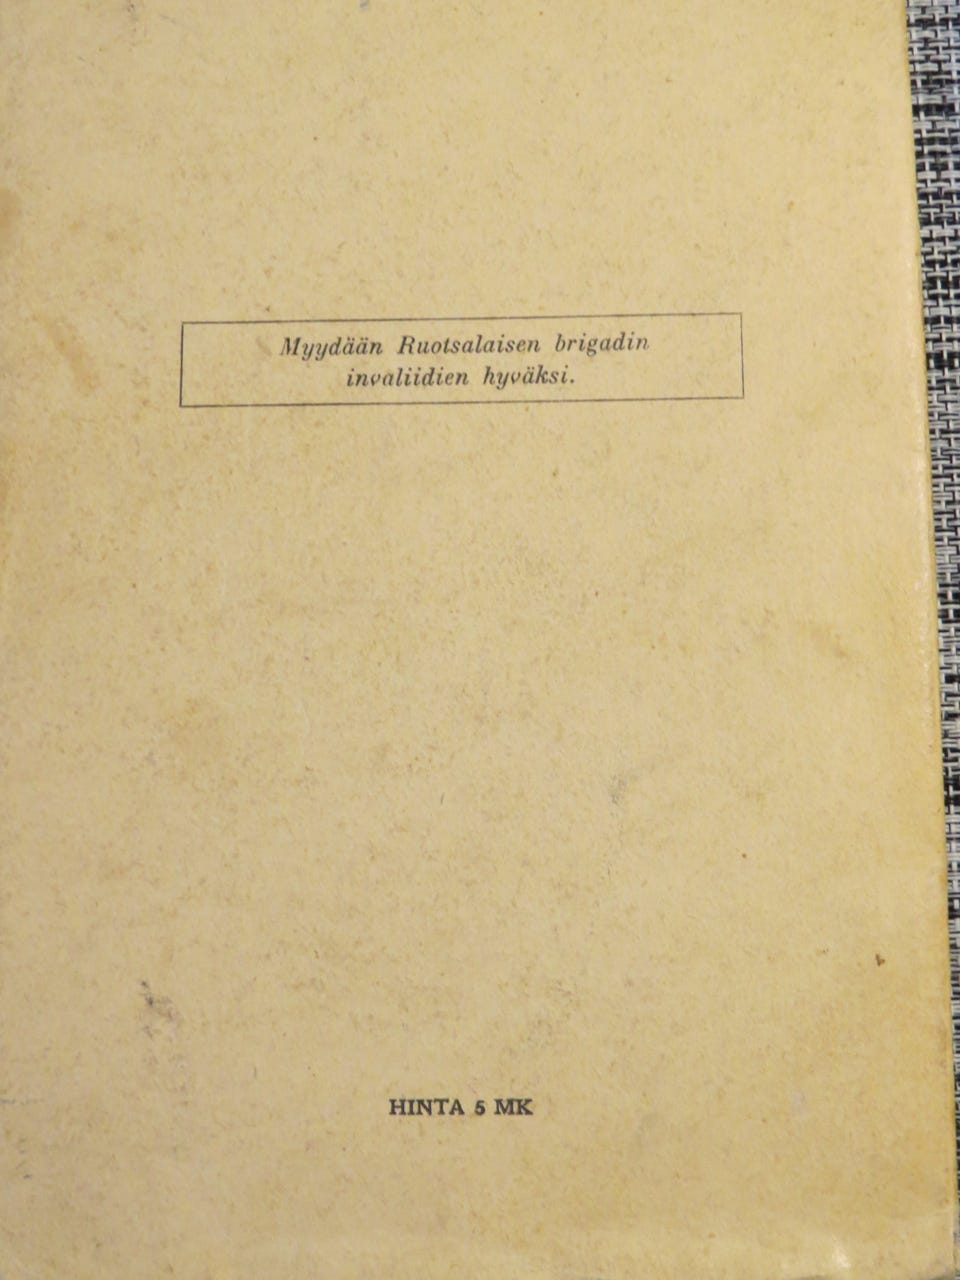 Myydään Ruotsalaisen brigadin
invaliidien hyväksi.
HINTA 5 MK